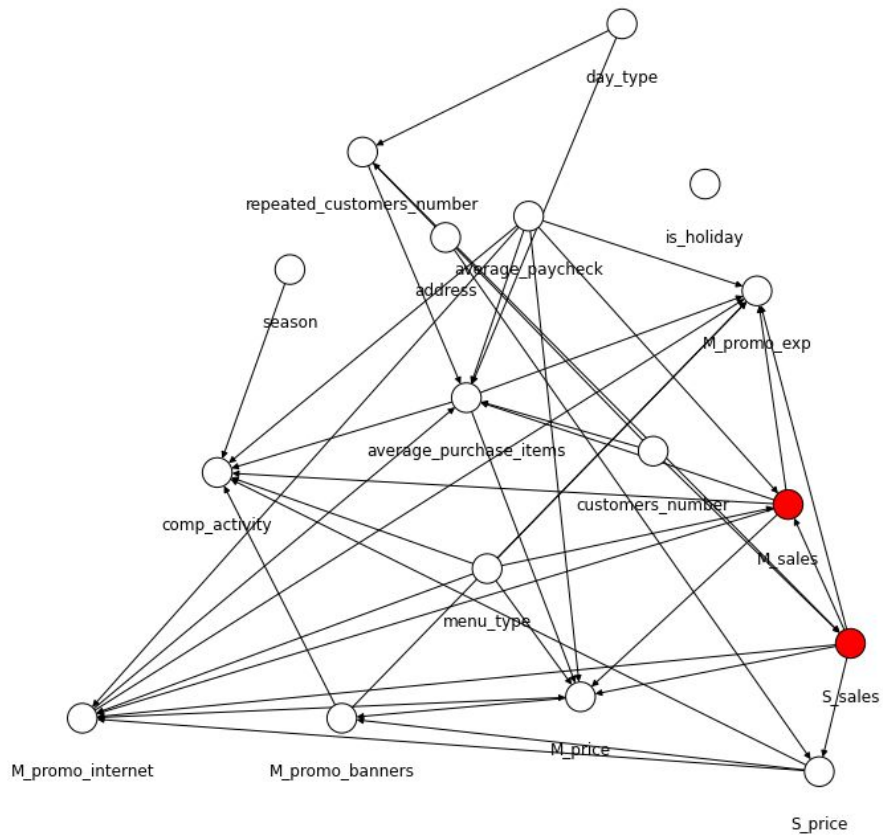 day_type
repeated_customers_number
is_holiday
average_paycheck
address
season
M_promo_exp
average_purchase_items
customers_number
comp_activity
M_sales
menu_type
S_sales
M_price
M_promo_internet
M_promo_banners
S_price